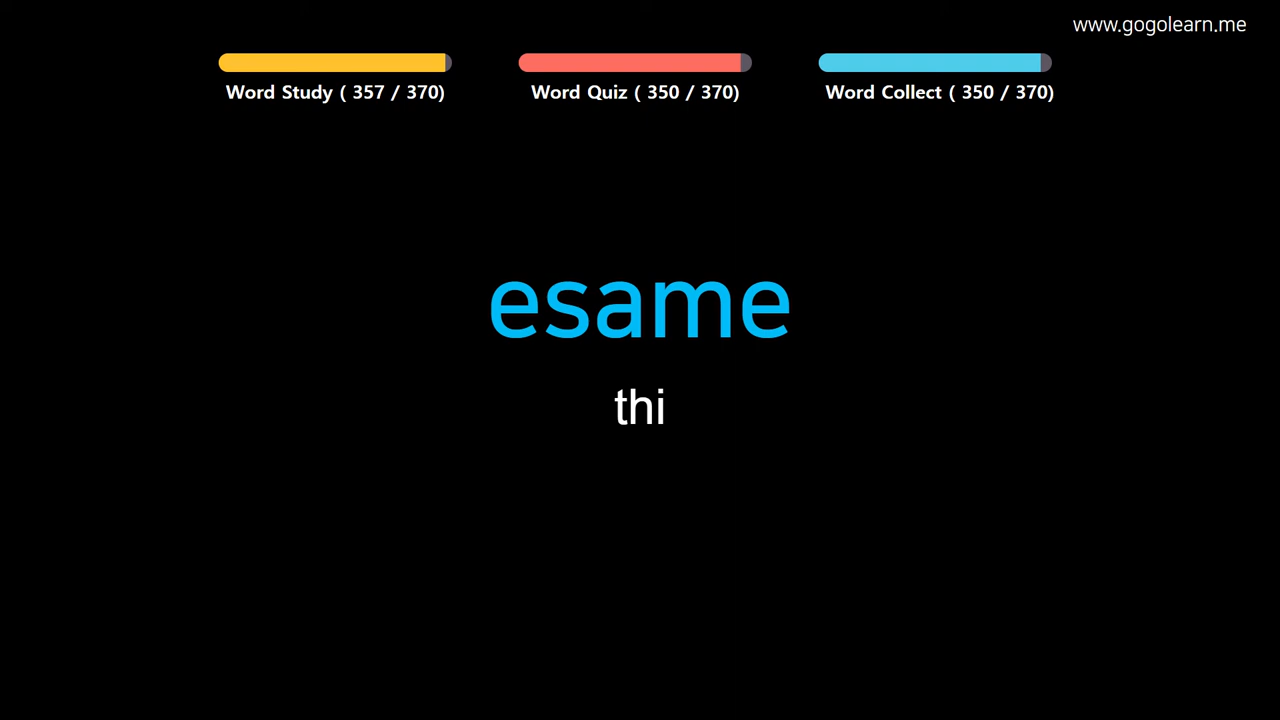 www.gogolearn.me
Word Study ( 357 / 370)
Word Quiz ( 350 / 370)
Word Collect ( 350 / 370)
esame
thi